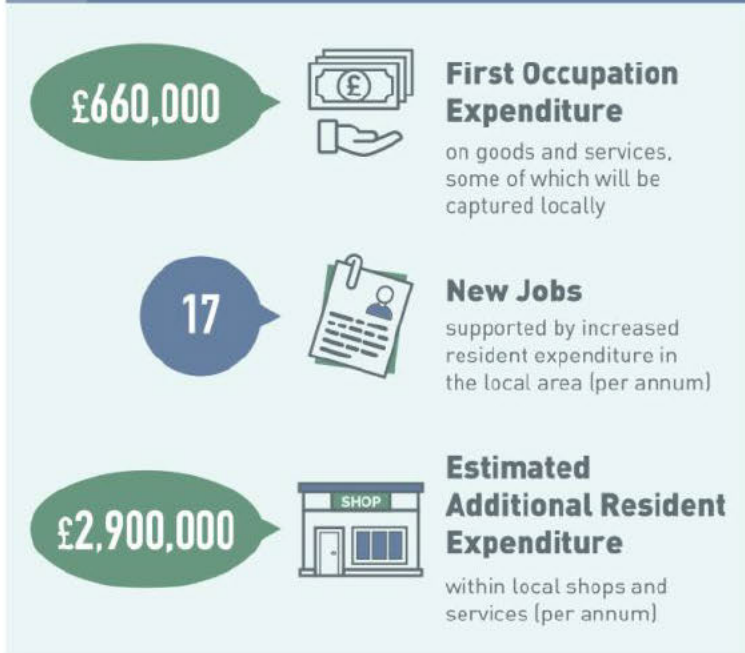 £660,000
First Occupation
Expenditure
on goods and services,
some of which will be
captured locally
17
New Jobs
supported by increased
resident expenditure in
the local area (per annum)
£2,900,000
SHOP
Estimated
Additional Resident
Expenditure
within local shops and
services (per annum)